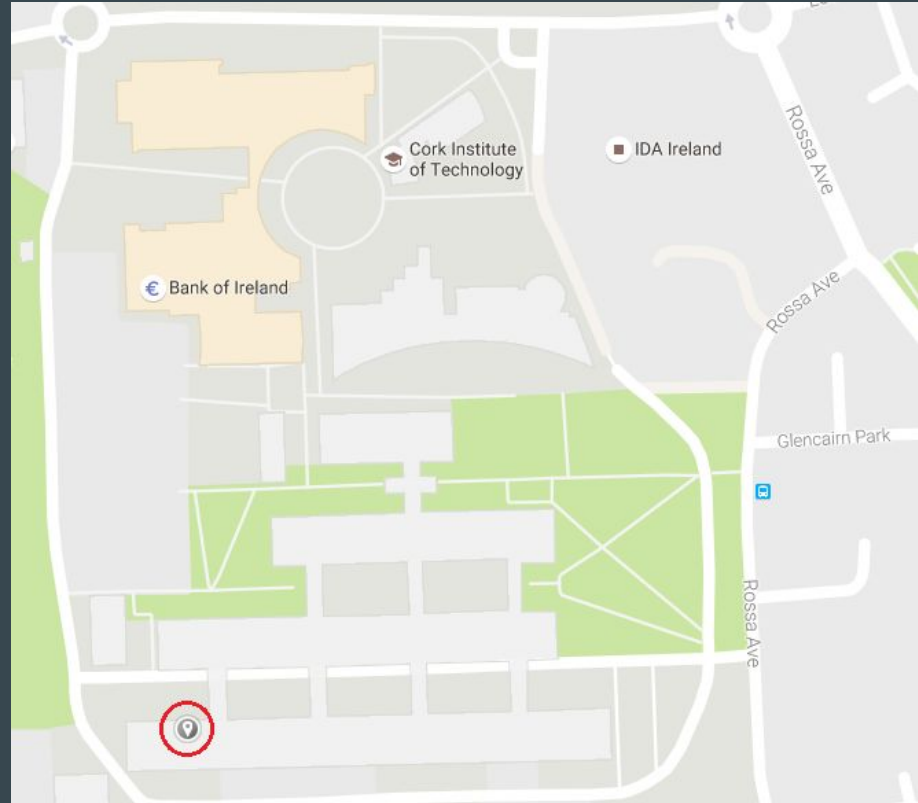 Rossa Ave
Cork Institute
of Technology
IDA Ireland
Bank of Ireland
€
Rossa Ave
Glencairn Park
Rossa Ave